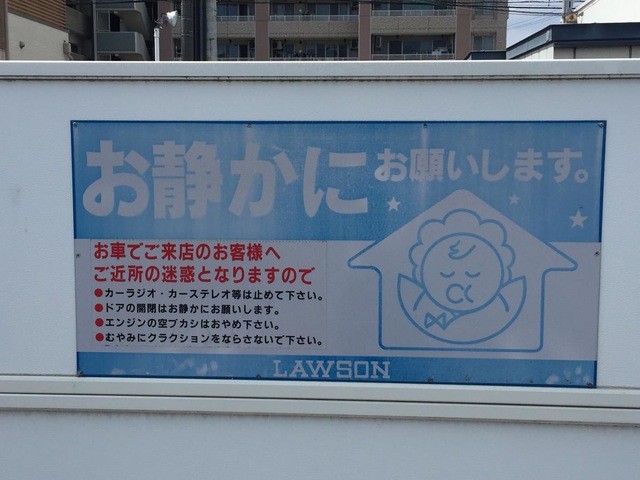 お静かにお願いします。
お車でご来店のお客様へ
ご近所の迷惑となりますので
●カーラジオ・カーステレオ等は止めて下さい。
●ドアの開閉はお静かにお願いします。
●エンジンの空ブカシはおやめ下さい。
●むやみにクラクションをならさないで下さい。
LAWSON